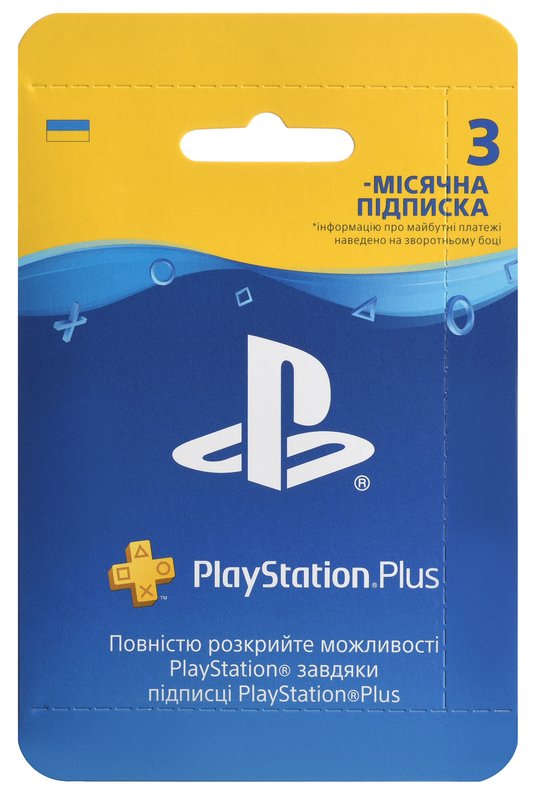 3
-МІСЯЧНА
ПІДПИСКА
*інформацію про майбутні платежі
наведено на зворотньому боці
®
PlayStation®Plus
™
Повністю розкрийте можливості
PlayStation® завдяки
підписці PlayStation®Plus